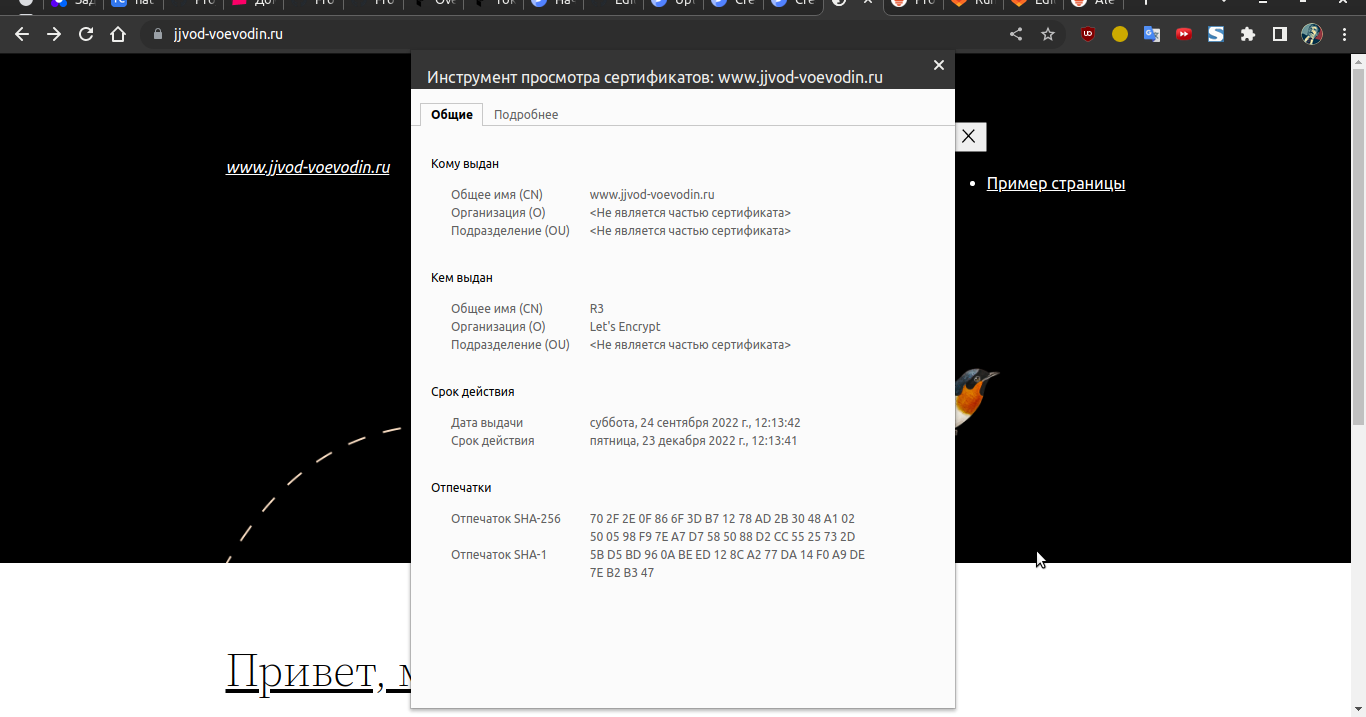 jjvod-voevodin.ru
Инструмент просмотра сертификатов: www.jjvod-voevodin.ru
Общие Подробнее
www.jjvod-voevodin.ru
Пример страницы
Кому выдан
Общее имя (CN) www.jjvod-voevodin.ru
Организация (O) <Не является частью сертификата>
Подразделение (OU) <Не является частью сертификата>
Кем выдан
Общее имя (CN) R3
Организация (O) Let's Encrypt
Подразделение (OU) <Не является частью сертификата>
Срок действия
Дата выдачи суббота, 24 сентября 2022 г., 12:13:42
Срок действия пятница, 23 декабря 2022 г., 12:13:41
Отпечатки
Отпечаток SHA-256 70 2F 2E 0F 86 6F 3D B7 12 78 AD 2B 30 48 A1 02
50 05 98 F9 7E A7 D7 58 50 88 D2 CC 55 25 73 2D
Отпечаток SHA-1 5B D5 BD 96 0A BE ED 12 8C A2 77 DA 14 F0 A9 DE
7E B2 B3 47
Привет,